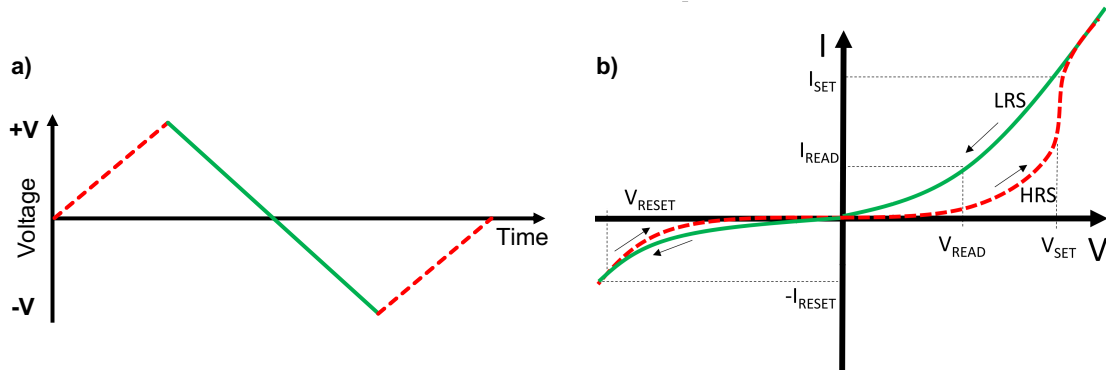 a)
+V
Voltage
-V
Time
b)
I
I_SET
LRS
I_READ
HRS
V_RESET
V_READ
V_SET
V
-I_RESET